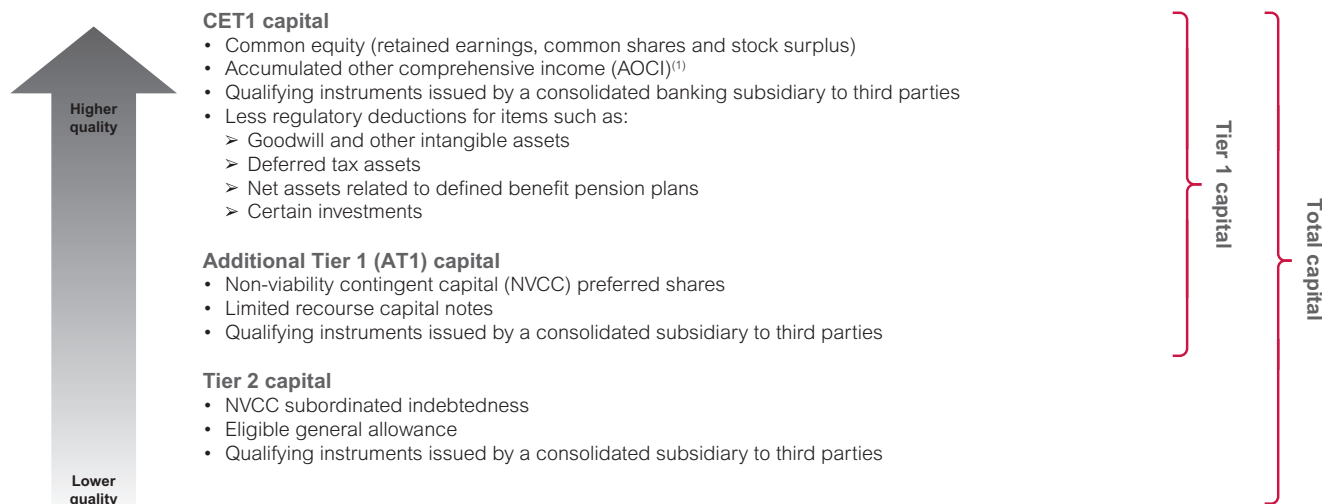 CET1 capital
• Common equity (retained earnings, common shares and stock surplus)
• Accumulated other comprehensive income (AOCI)(1)
• Qualifying instruments issued by a consolidated banking subsidiary to third parties
• Less regulatory deductions for items such as:
➢ Goodwill and other intangible assets
➢ Deferred tax assets
➢ Net assets related to defined benefit pension plans
➢ Certain investments
Additional Tier 1 (AT1) capital
• Non-viability contingent capital (NVCC) preferred shares
• Limited recourse capital notes
• Qualifying instruments issued by a consolidated subsidiary to third parties
Tier 2 capital
• NVCC subordinated indebtedness
• Eligible general allowance
• Qualifying instruments issued by a consolidated subsidiary to third parties
Higher
quality
Lower
quality
Tier 1 capital
Total capital